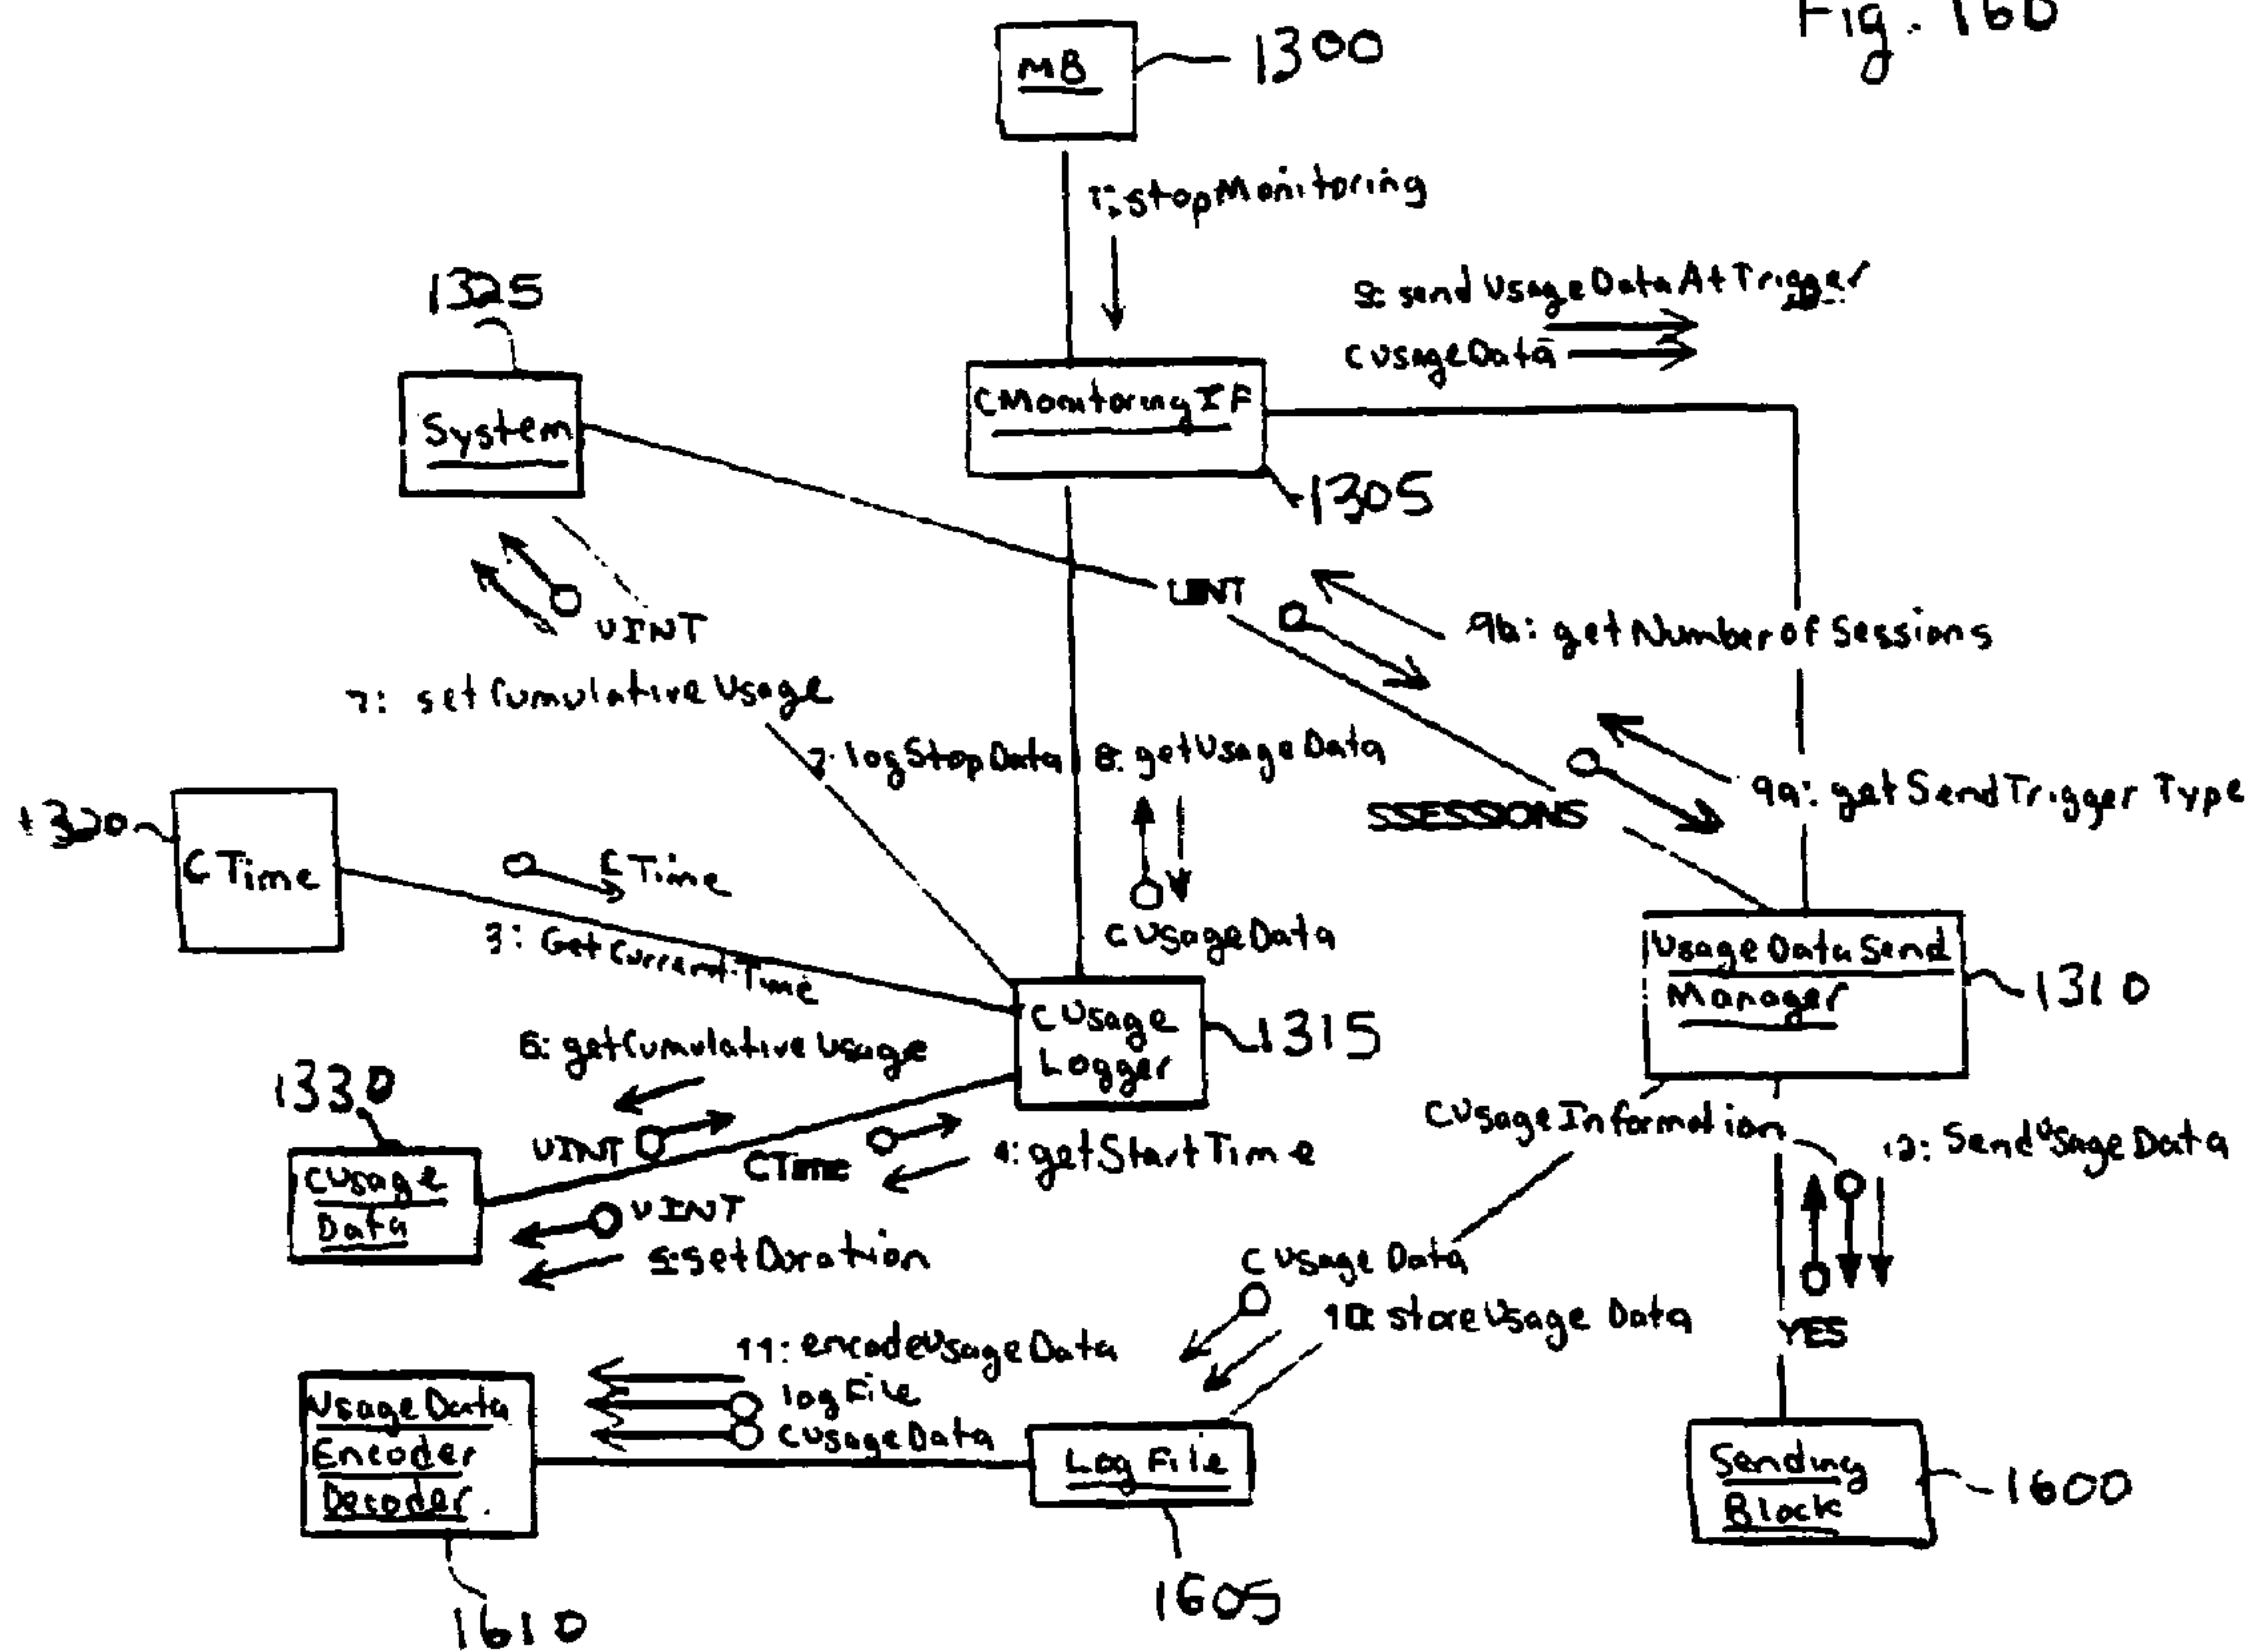 Fig. 16b
MB
1300
1: stopMonitoring
1325
9: sendUsageDataAtTrigger
CUsageData
System
CMonitoringIF
1305
UINT
UINT
9b: getNumberofSessions
7: setCumulativeUsage
2: logStopData
8: getUsageData
9a: getSendTriggerType
SSESSIONS
1320
CTime
CTime
3: GetCurrentTime
CUsageData
UsageDataSend
Manager
1310
CUsage
Logger
1315
6: getCumulativeUsage
1330
UINT
CTime
4: getStartTime
CUsageInformation
12: SendUsageData
CUsage
Data
UINT
5: setDuration
CUsageData
10: storeUsageData
YES
11: encodeUsageData
logFile
CUsageData
UsageData
Encoder
Decoder
Log File
Sending
Block
1600
1605
1610